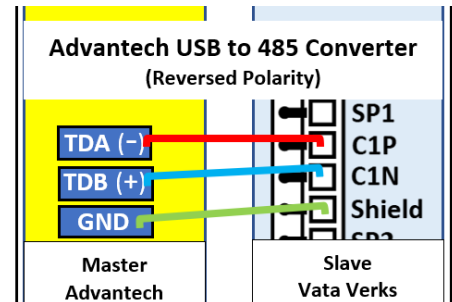 Advantech USB to 485 Converter
(Reversed Polarity)
SP1
TDA (−) C1P
TDB (+) C1N
GND Shield
SP2
Master Slave
Advantech Vata Verks